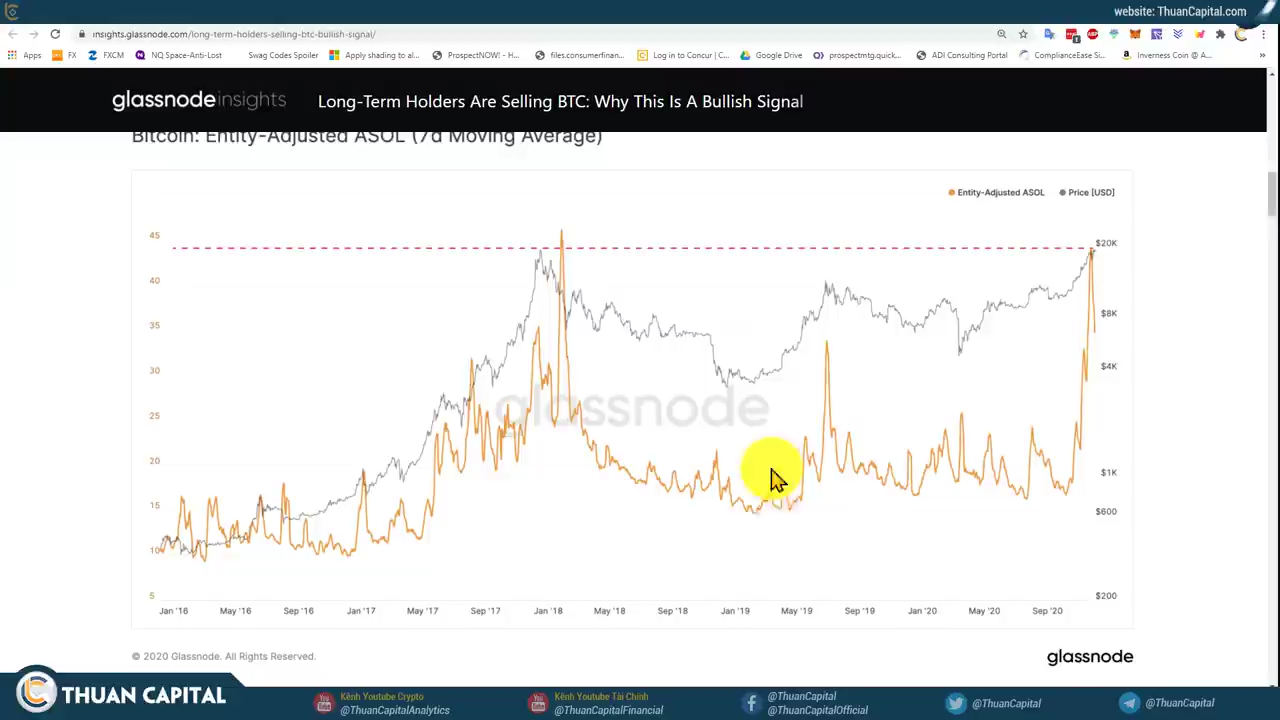 website: ThuanCapital.com
insights.glassnode.com/long-term-holders-selling-btc-bullish-signal/
Apps FX FXCM NQ Space-Anti-Lost Swag Codes Spoiler Apply shading to al... ProspectNOW! - H... files.consumerfinan... Log in to Concur | C... Google Drive prospectmtg.quick... ADI Consulting Portal ComplianceEase Si... Inverness Coin @ A...
glassnode insights Long-Term Holders Are Selling BTC: Why This Is A Bullish Signal
Bitcoin: Entity-Adjusted ASOL (7d Moving Average)
Entity-Adjusted ASOL Price [USD]
45 $20K
40
35 $8K
30 $4K
25
glassnode
20 $1K
15 $600
10
5 $200
Jan '16 May '16 Sep '16 Jan '17 May '17 Sep '17 Jan '18 May '18 Sep '18 Jan '19 May '19 Sep '19 Jan '20 May '20 Sep '20
© 2020 Glassnode. All Rights Reserved. glassnode
THUAN CAPITAL
Kênh Youtube Crypto
@ThuanCapitalAnalytics
Kênh Youtube Tài Chính
@ThuanCapitalFinancial
@ThuanCapital
@ThuanCapitalOfficial
@ThuanCapital
@ThuanCapital